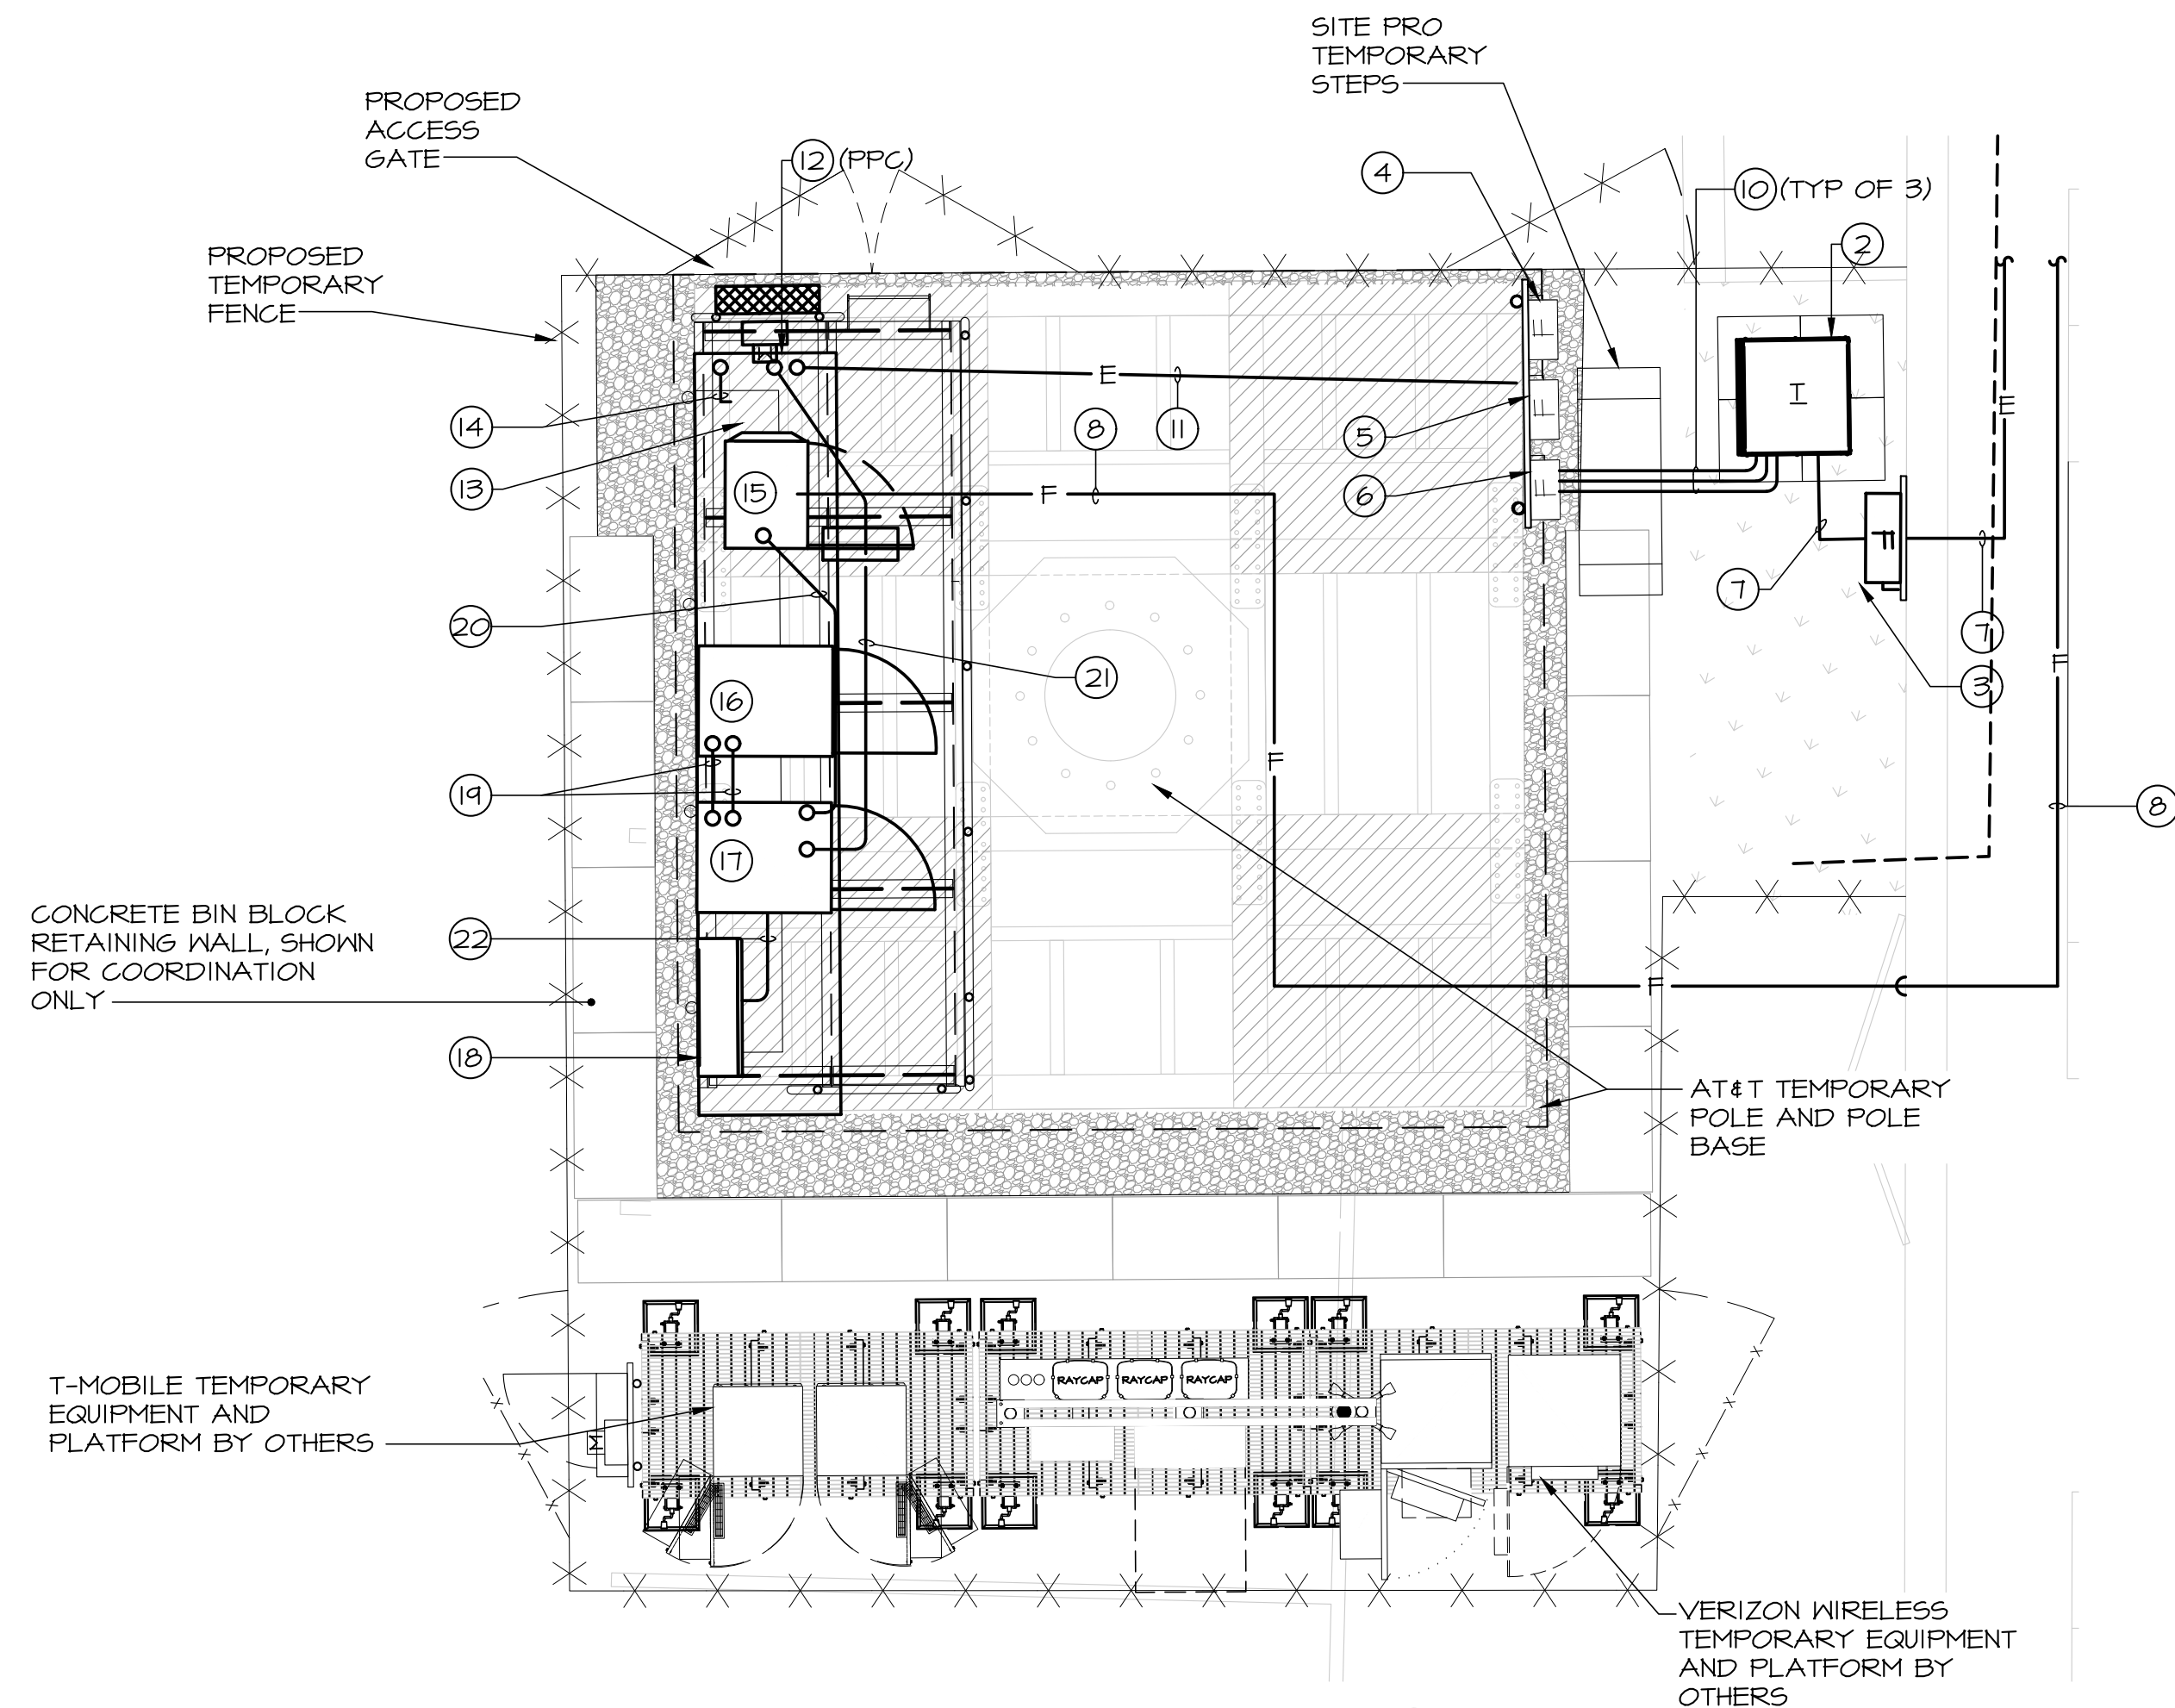 SITE PRO
TEMPORARY
STEPS
PROPOSED
ACCESS
GATE
12 (PPC)
4
10 (TYP OF 3)
2
PROPOSED
TEMPORARY
FENCE
T
E
E
14
8
11
5
13
15
F
6
7
20
7
21
3
16
F
F
19
8
17
CONCRETE BIN BLOCK
RETAINING WALL, SHOWN
FOR COORDINATION
ONLY
22
F
18
AT&T TEMPORARY
POLE AND POLE
BASE
T-MOBILE TEMPORARY
EQUIPMENT AND
PLATFORM BY OTHERS
RAYCAP
RAYCAP
RAYCAP
M
VERIZON WIRELESS
TEMPORARY EQUIPMENT
AND PLATFORM BY
OTHERS